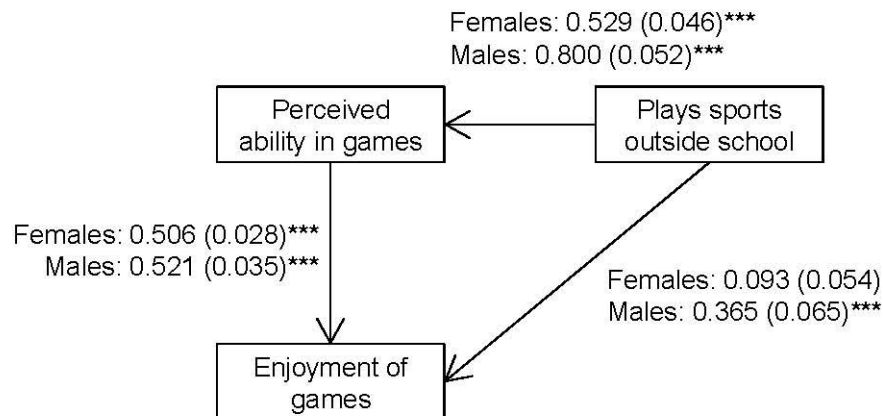 Females: 0.529 (0.046)***
Males: 0.800 (0.052)***
Perceived
ability in games
Plays sports
outside school
Females: 0.506 (0.028)***
Males: 0.521 (0.035)***
Females: 0.093 (0.054)
Males: 0.365 (0.065)***
Enjoyment of
games